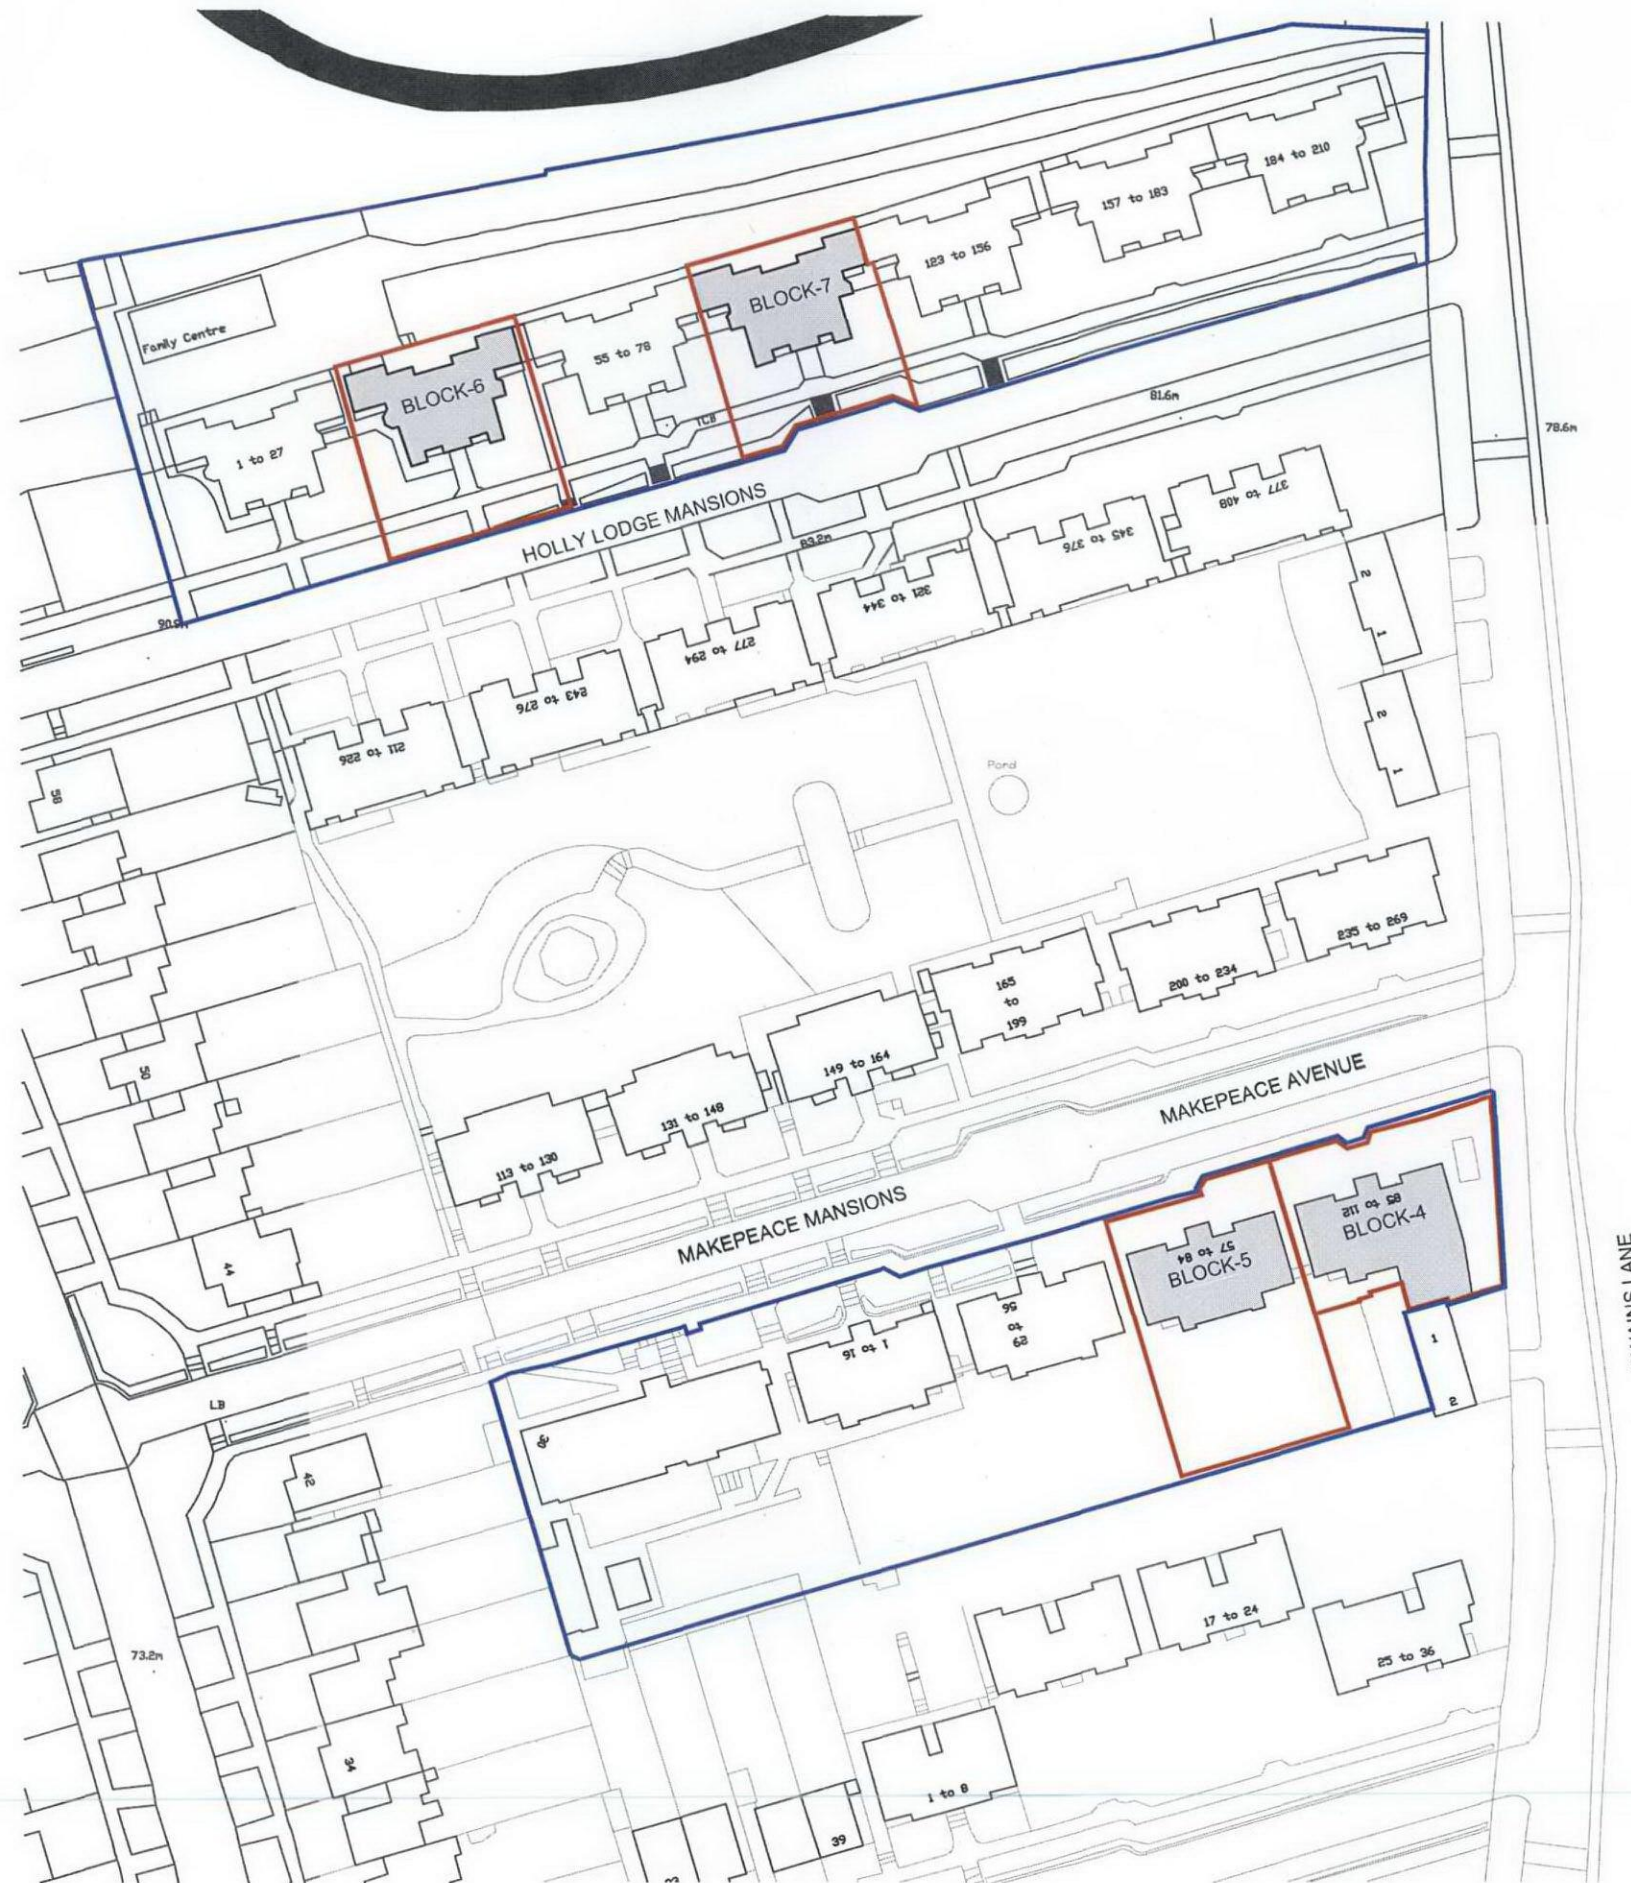 184 to 210
157 to 183
123 to 156
BLOCK-7
Family Centre
55 to 78
BLOCK-6
81.6m
TCB
78.6m
1 to 27
HOLLY LODGE MANSIONS
377 to 408
345 to 376
83.2m
321 to 344
2
1
90.9m
277 to 294
243 to 276
2
1
211 to 226
Pond
58
235 to 269
200 to 234
165
to
199
149 to 164
50
131 to 148
MAKEPEACE AVENUE
113 to 130
MAKEPEACE MANSIONS
85 to 112
BLOCK-4
57 to 84
BLOCK-5
44
29
to
56
1 to 16
1
2
LB
30
42
17 to 24
25 to 36
73.2m
34
1 to 8
39